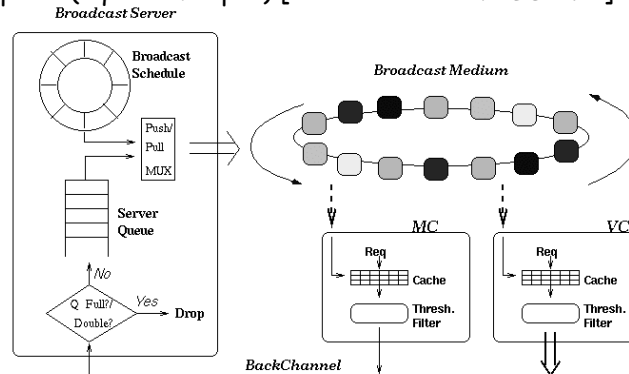 Broadcast Server
Broadcast
Schedule
Push/
Pull
MUX
Server
Queue
No
Q Full?/
Double?
Yes
Drop
Broadcast Medium
MC
Req
Cache
Thresh.
Filter
VC
Req
Cache
Thresh.
Filter
BackChannel